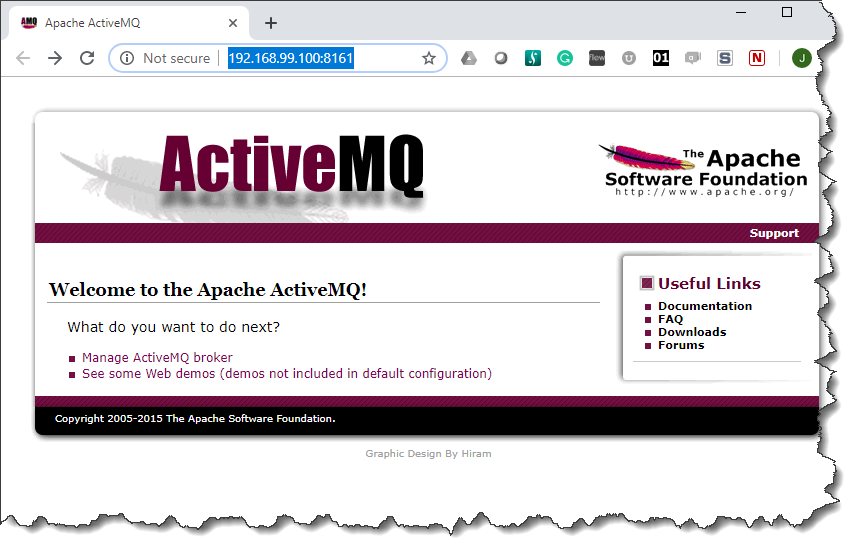 AMQ
Apache ActiveMQ
Not secure
192.168.99.100:8161
flow
01
S
N
J
ActiveMQ
The Apache
Software Foundation
http://www.apache.org/
Support
Welcome to the Apache ActiveMQ!
What do you want to do next?
Manage ActiveMQ broker
See some Web demos (demos not included in default configuration)
Useful Links
Documentation
FAQ
Downloads
Forums
Copyright 2005-2015 The Apache Software Foundation.
Graphic Design By Hiram